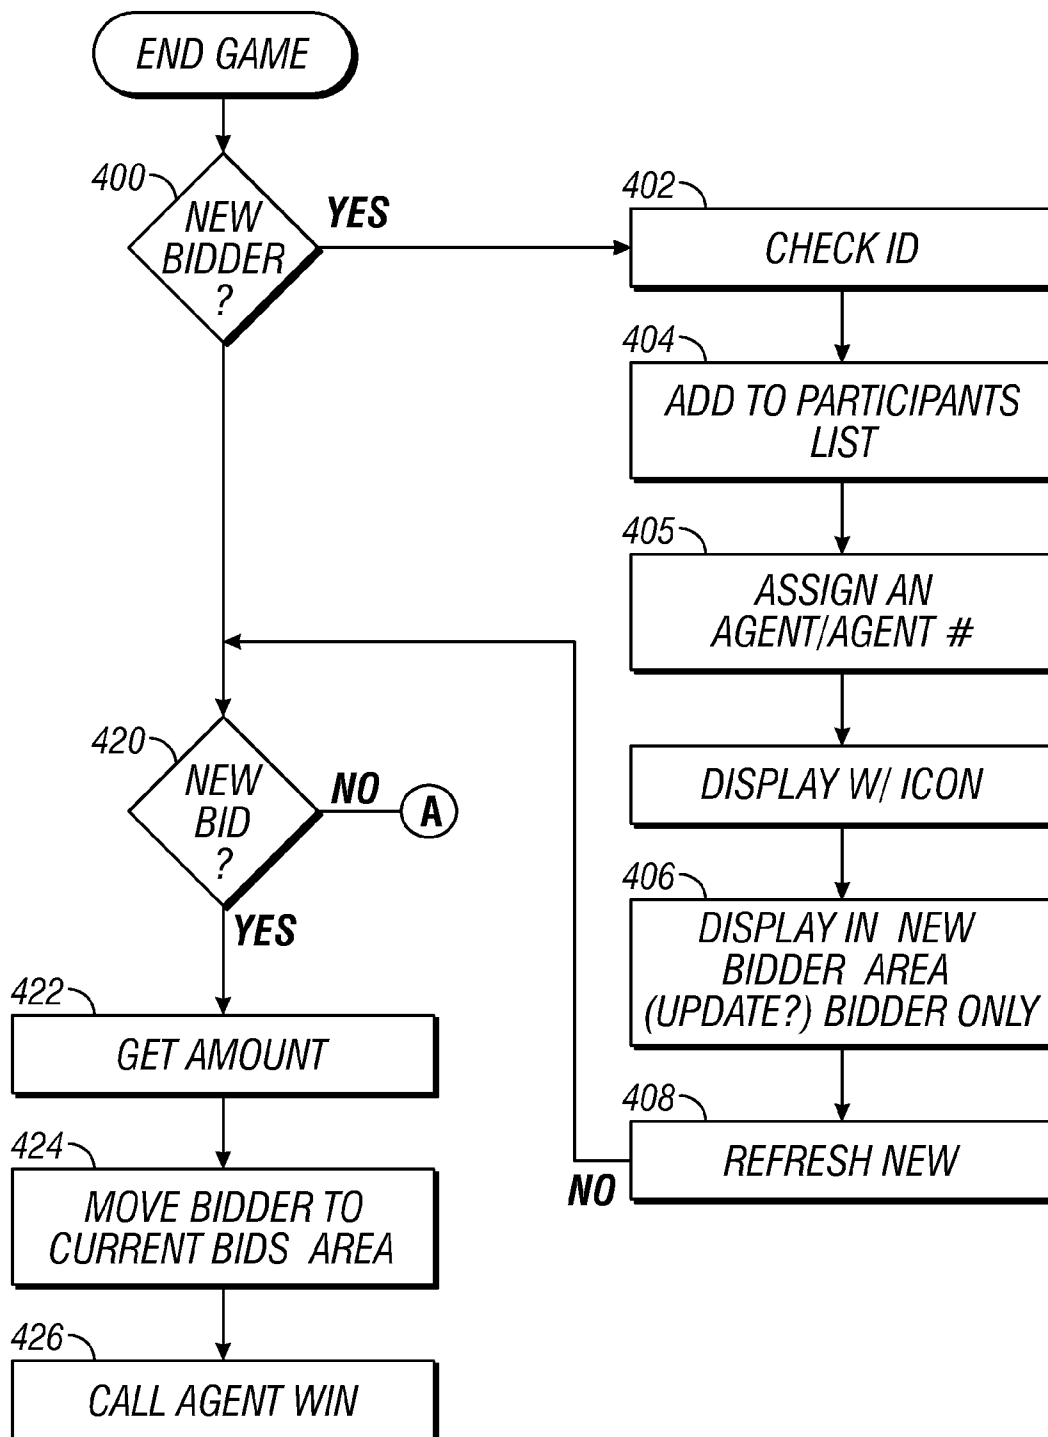 END GAME
400
NEW
BIDDER
?
YES
402
CHECK ID
404
ADD TO PARTICIPANTS
LIST
405
ASSIGN AN
AGENT/AGENT #
DISPLAY W/ ICON
406
DISPLAY IN NEW
BIDDER AREA
(UPDATE?) BIDDER ONLY
408
REFRESH NEW
NO
420
NEW
BID
?
NO
A
YES
422
GET AMOUNT
424
MOVE BIDDER TO
CURRENT BIDS AREA
426
CALL AGENT WIN